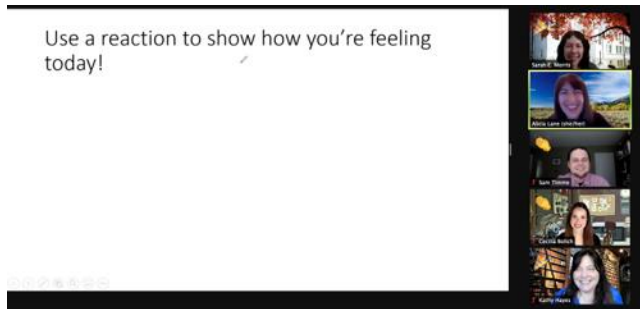 Use a reaction to show how you’re feeling
today!
Sarah E. Morris
Alicia Lane (she/her)
Sam Timme
Cecilia Balich
Kathy Hayes